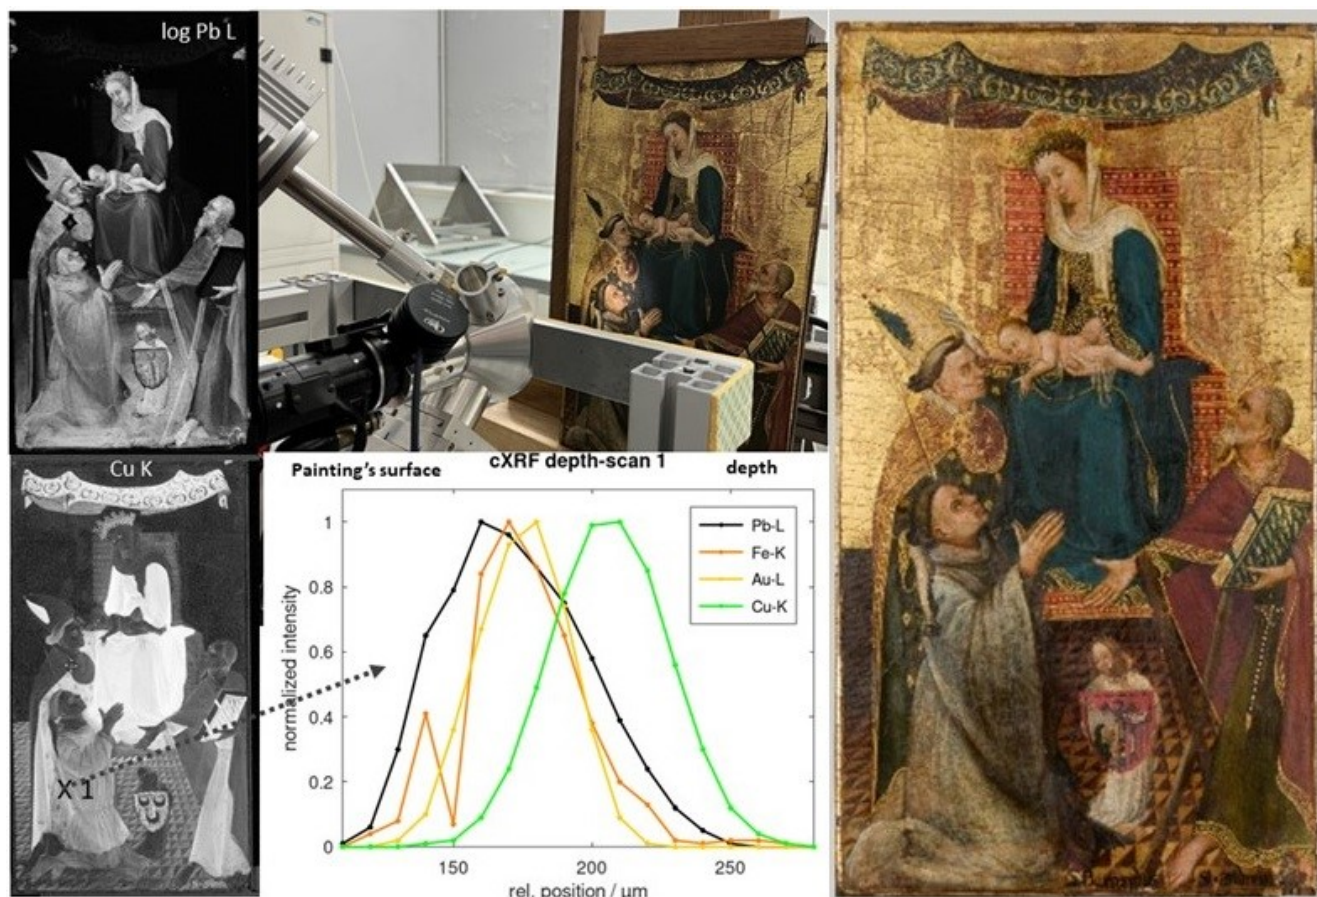 log Pb L
Cu K
X 1
Painting's surface
cXRF depth-scan 1
depth
Pb-L
Fe-K
Au-L
Cu-K
normalized intensity
1
0.8
0.6
0.4
0.2
0
150
200
250
rel. position / µm